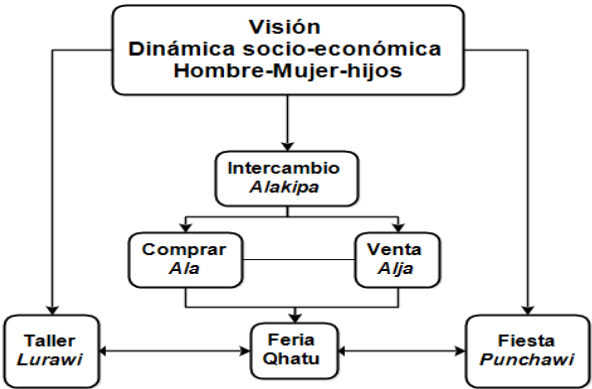 Visión
Dinámica socio-económica
Hombre-Mujer-hijos
Intercambio
Alakipa
Comprar
Ala
Venta
Alja
Taller
Lurawi
Feria
Qhatu
Fiesta
Punchawi